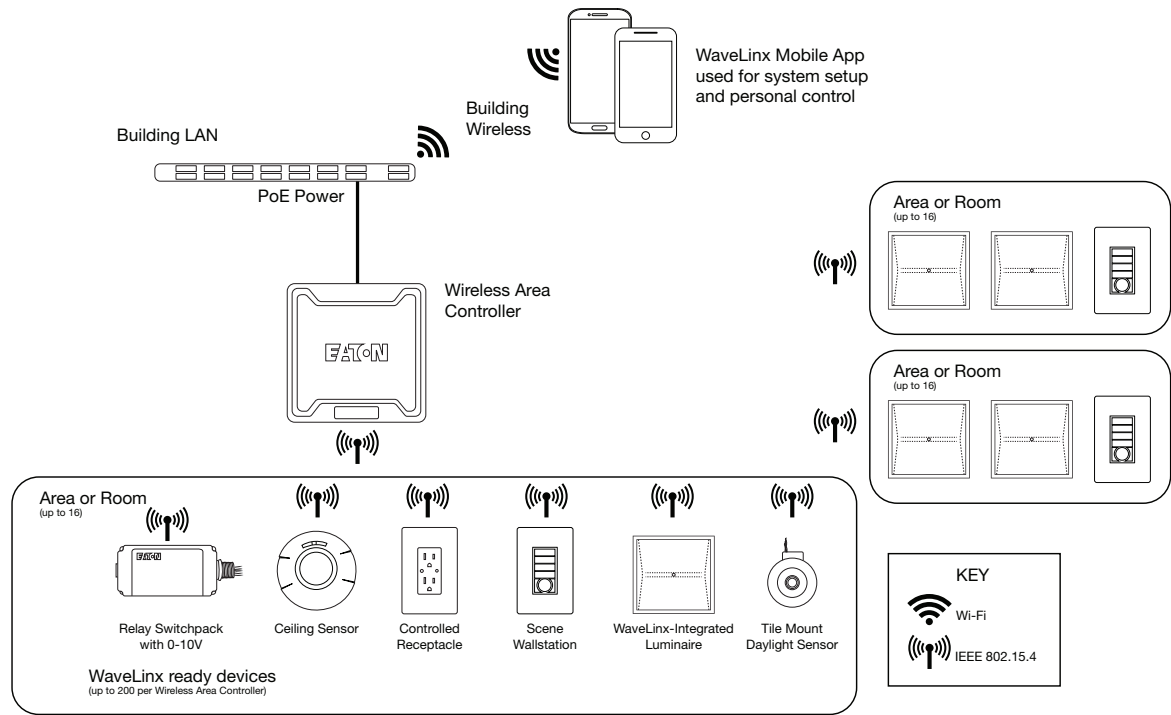 WaveLinx Mobile App
used for system setup
and personal control
Building
Wireless
Building LAN
PoE Power
Wireless Area
Controller
EATON
Area or Room
(up to 16)
Area or Room
(up to 16)
Area or Room
(up to 16)
EATON
Relay Switchpack
with 0-10V
Ceiling Sensor
Controlled
Receptacle
Scene
Wallstation
WaveLinx-Integrated
Luminaire
Tile Mount
Daylight Sensor
WaveLinx ready devices
(up to 200 per Wireless Area Controller)
KEY
Wi-Fi
IEEE 802.15.4